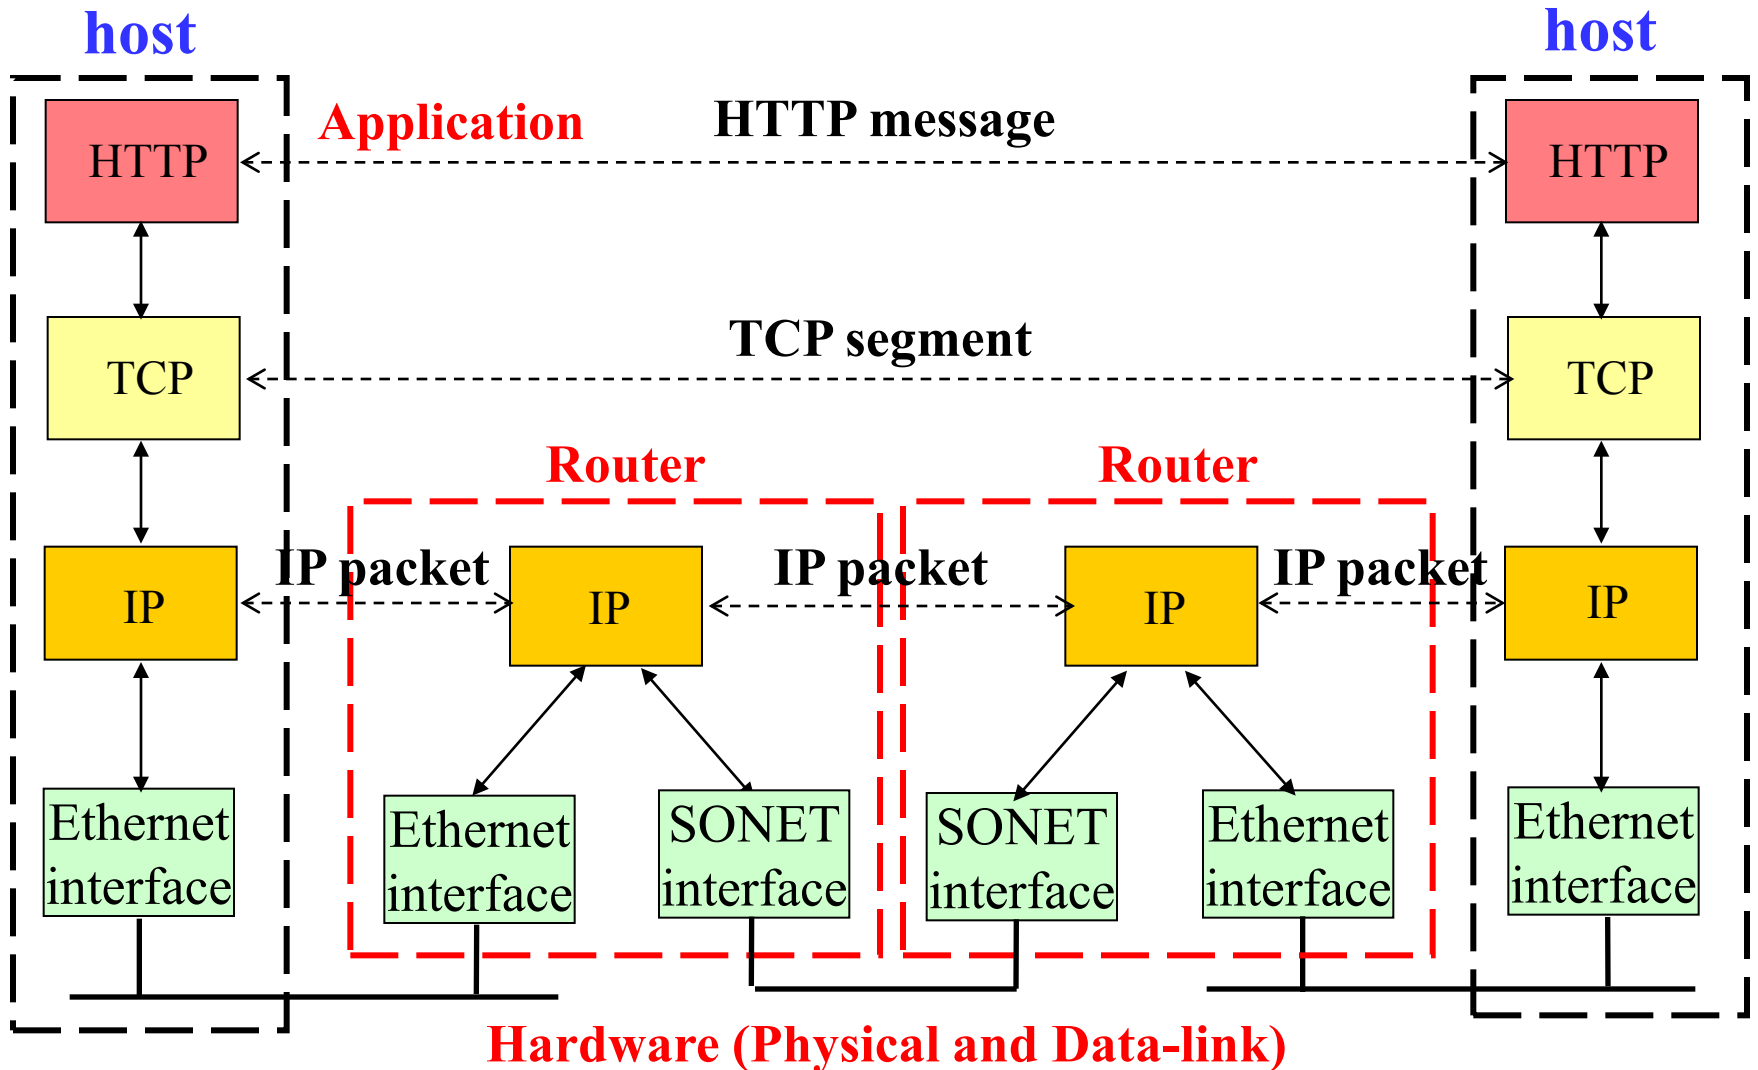 host
host
Application
HTTP message
HTTP
HTTP
TCP segment
TCP
TCP
Router
Router
IP packet
IP packet
IP packet
IP
IP
IP
IP
Ethernet
interface
Ethernet
interface
SONET
interface
SONET
interface
Ethernet
interface
Ethernet
interface
Hardware (Physical and Data-link)